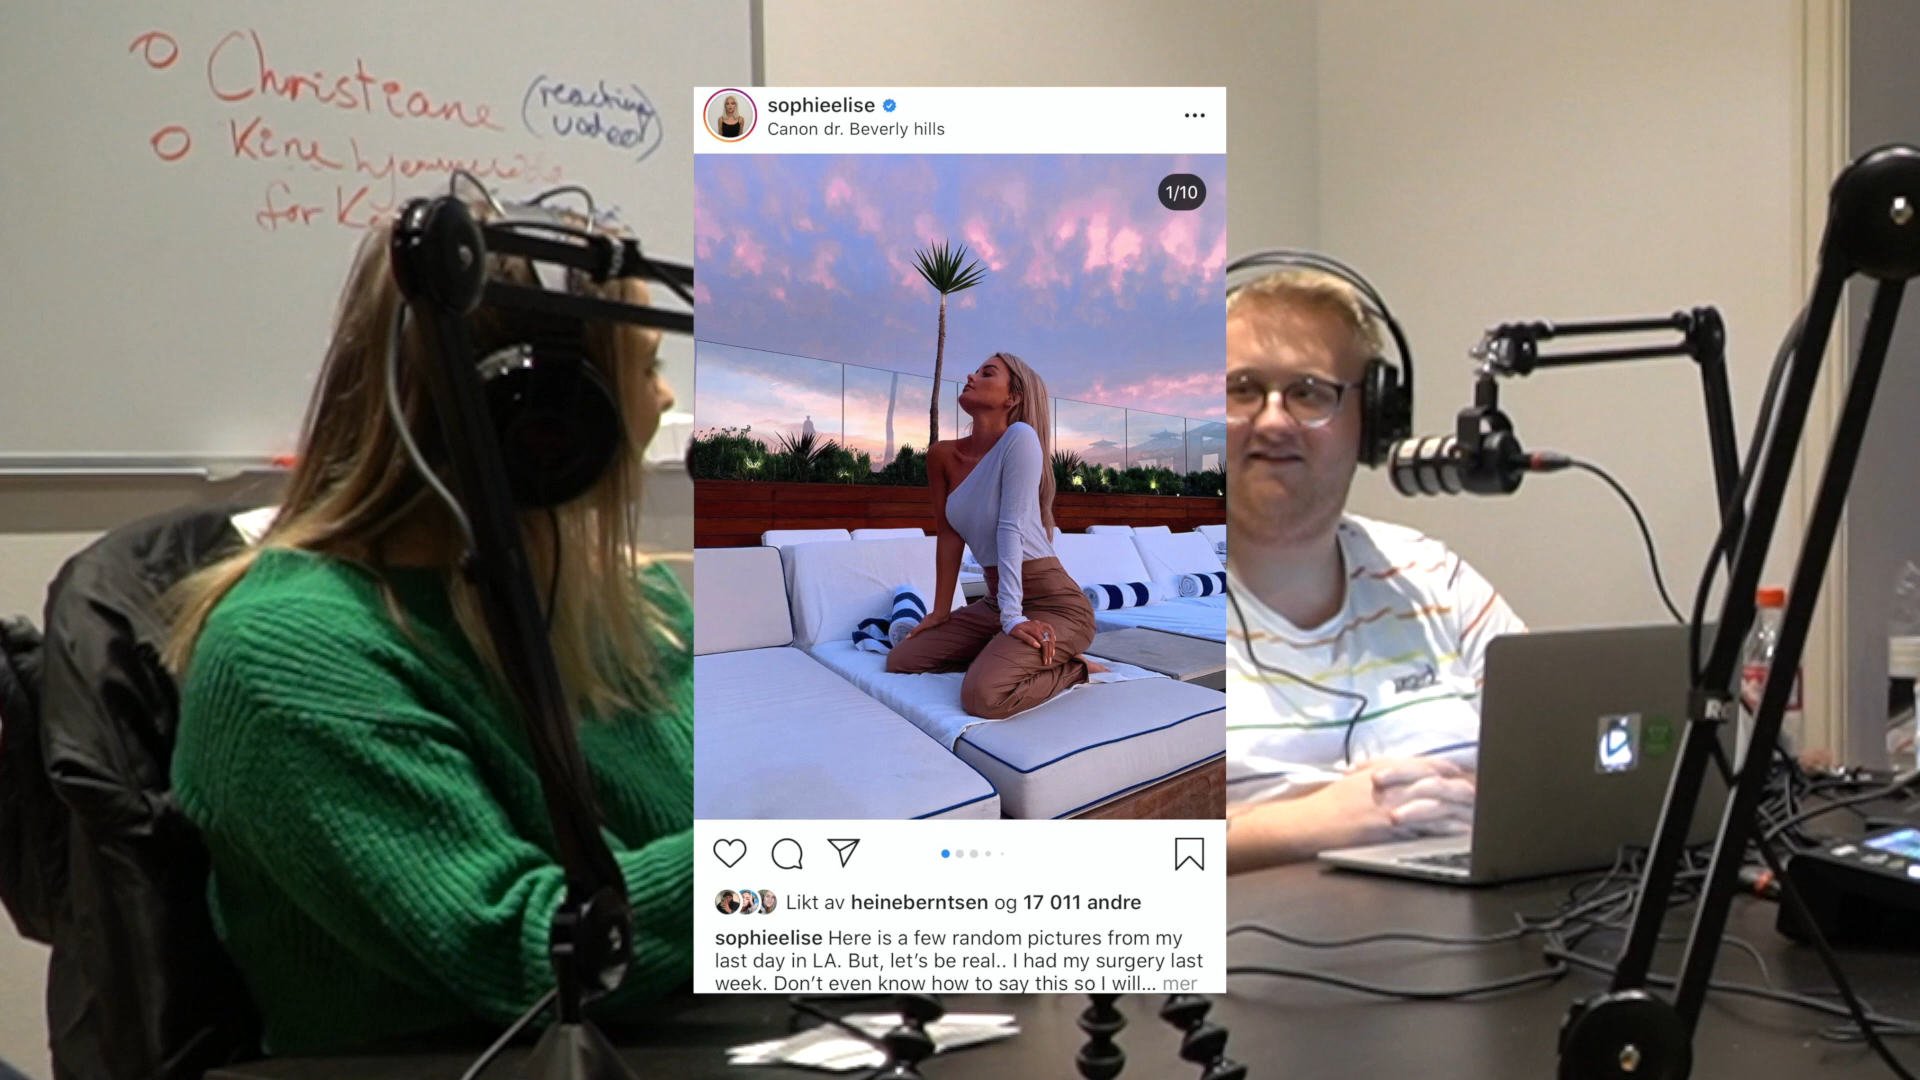 Christiane
(reaching
for
sophieelise
Canon dr. Beverly hills
1/10
Likt av heineberntsen og 17 011 andre
sophieelise Here is a few random pictures from my
last day in LA. But, let's be real.. I had my surgery last
week. Don't even know how to say this so I will... mer